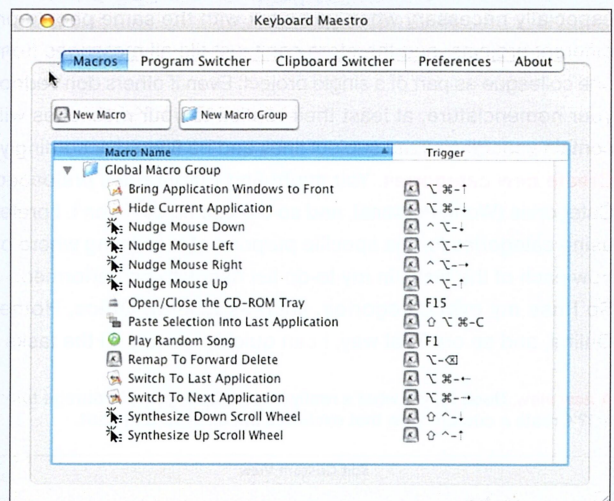 Keyboard Maestro
Macros Program Switcher Clipboard Switcher Preferences About
New Macro New Macro Group
Macro Name Trigger
Global Macro Group
Bring Application Windows to Front ⌥ ⌘-↑
Hide Current Application ⌥ ⌘-↓
Nudge Mouse Down ^ ⌥-↓
Nudge Mouse Left ^ ⌥-←
Nudge Mouse Right ^ ⌥-→
Nudge Mouse Up ^ ⌥-↑
Open/Close the CD-ROM Tray F15
Paste Selection Into Last Application ⇧ ⌥ ⌘-C
Play Random Song F1
Remap To Forward Delete ⌥-⌫
Switch To Last Application ⌥ ⌘-←
Switch To Next Application ⌥ ⌘-→
Synthesize Down Scroll Wheel ⇧ ^-↓
Synthesize Up Scroll Wheel ⇧ ^-↑